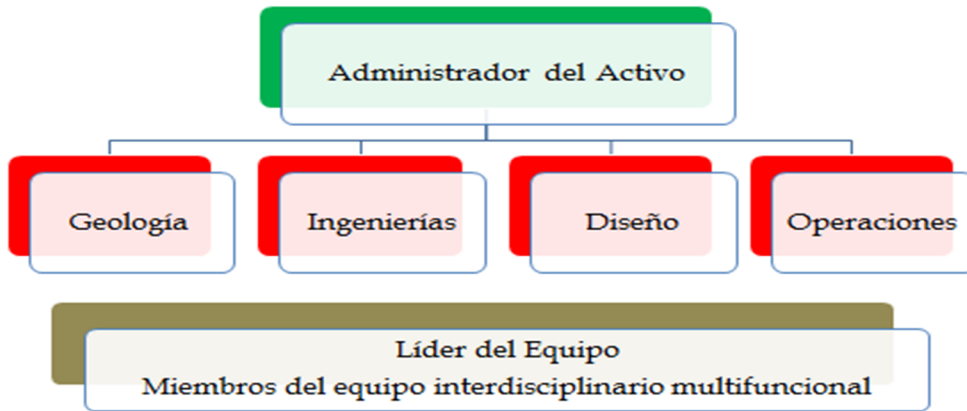 Administrador del Activo
Geología
Ingenierías
Diseño
Operaciones
Líder del Equipo
Miembros del equipo interdisciplinario multifuncional